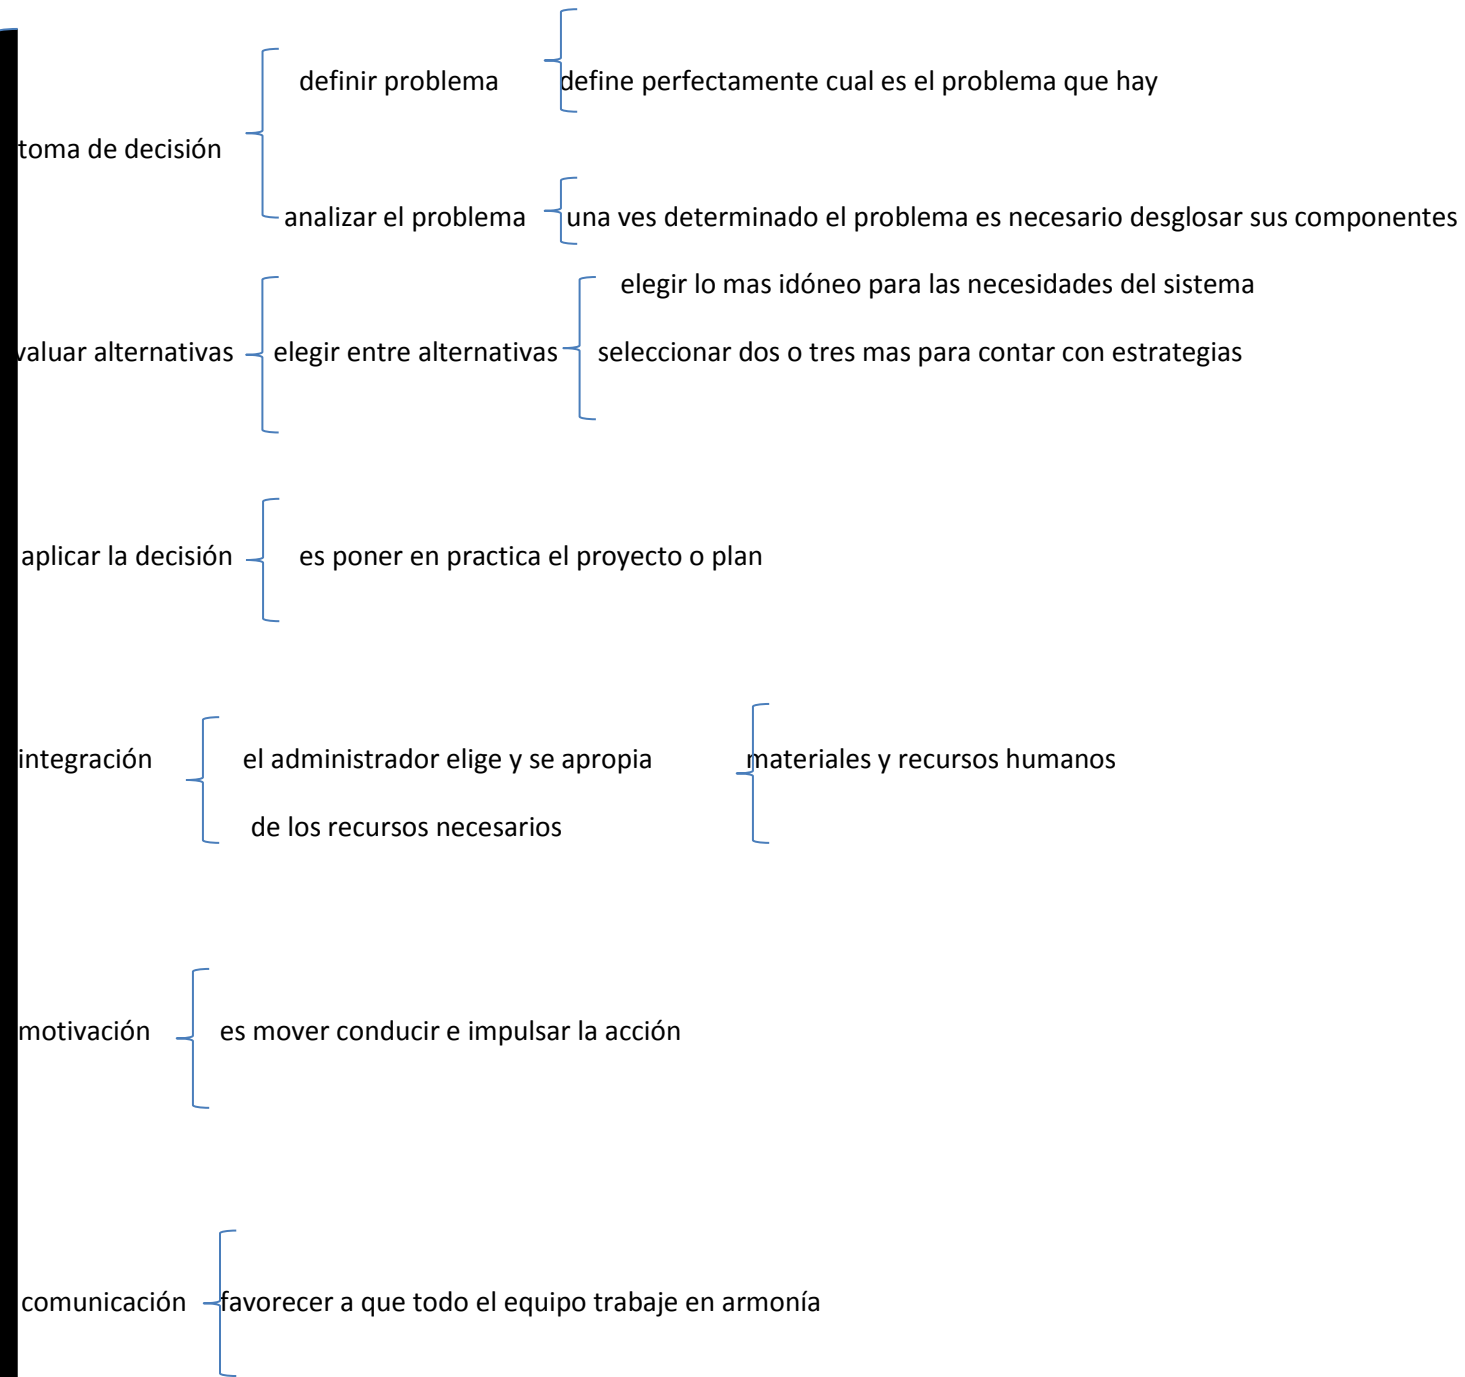 definir problema define perfectamente cual es el problema que hay
toma de decisión
analizar el problema una ves determinado el problema es necesario desglosar sus componentes
elegir lo mas idóneo para las necesidades del sistema
valuar alternativas elegir entre alternativas seleccionar dos o tres mas para contar con estrategias
aplicar la decisión es poner en practica el proyecto o plan
integración el administrador elige y se apropia materiales y recursos humanos
de los recursos necesarios
motivación es mover conducir e impulsar la acción
comunicación favorecer a que todo el equipo trabaje en armonía